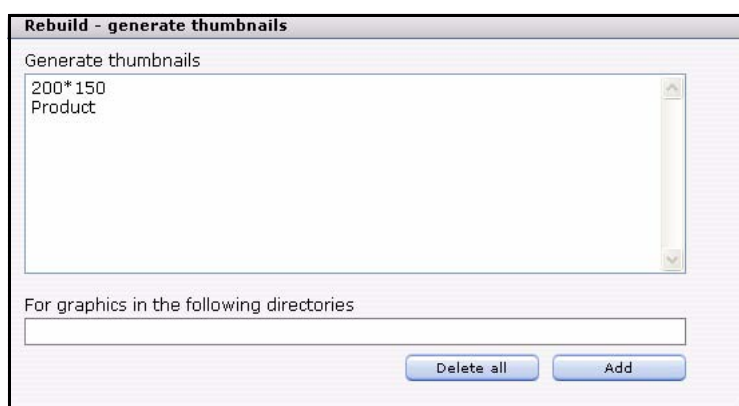 Rebuild - generate thumbnails
Generate thumbnails
200*150
Product
For graphics in the following directories
Delete all
Add